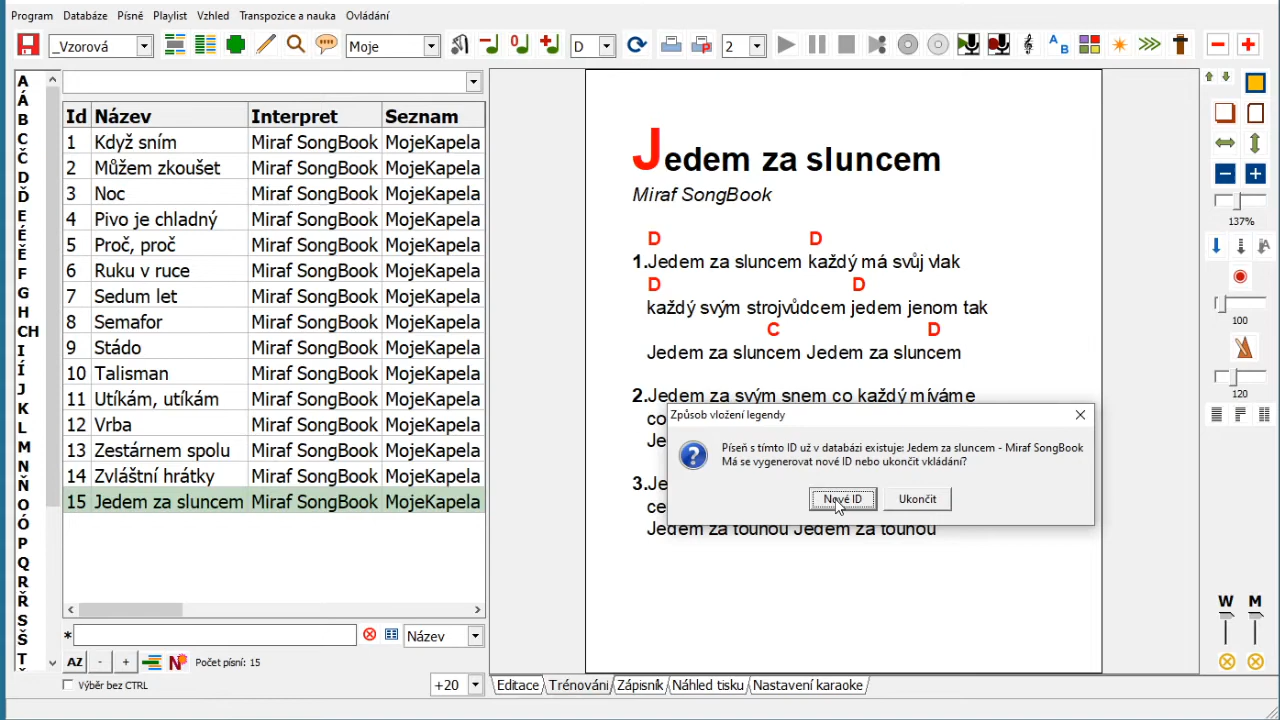 Program Databáze Písně Playlist Vzhled Transpozice a nauka Ovládání
_Vzorová Moje D 2
A
Á
B
C
Č
D
Ď
E
É
Ě
F
G
H
CH
I
Í
J
K
L
M
N
Ň
O
Ó
P
Q
R
Ř
S
Š
T
Id Název Interpret Seznam
1 Když sním Miraf SongBook MojeKapela
2 Můžem zkoušet Miraf SongBook MojeKapela
3 Noc Miraf SongBook MojeKapela
4 Pivo je chladný Miraf SongBook MojeKapela
5 Proč, proč Miraf SongBook MojeKapela
6 Ruku v ruce Miraf SongBook MojeKapela
7 Sedum let Miraf SongBook MojeKapela
8 Semafor Miraf SongBook MojeKapela
9 Stádo Miraf SongBook MojeKapela
10 Talisman Miraf SongBook MojeKapela
11 Utíkám, utíkám Miraf SongBook MojeKapela
12 Vrba Miraf SongBook MojeKapela
13 Zestárnem spolu Miraf SongBook MojeKapela
14 Zvláštní hrátky Miraf SongBook MojeKapela
15 Jedem za sluncem Miraf SongBook MojeKapela
* Název
AZ - + N Počet písní: 15
Výběr bez CTRL +20
Jedem za sluncem
Miraf SongBook
D D
1.Jedem za sluncem každý má svůj vlak
D D
každý svým strojvůdcem jedem jenom tak
C D
Jedem za sluncem Jedem za sluncem
2.Jedem za svým snem co každý míváme
co
Je
3.Je
ce
Jedem za touhou Jedem za touhou
Způsob vložení legendy
Píseň s tímto ID už v databázi existuje: Jedem za sluncem - Miraf SongBook
Má se vygenerovat nové ID nebo ukončit vkládání?
Nové ID Ukončit
Editace Trénování Zápisník Náhled tisku Nastavení karaoke
137%
100
120
W M